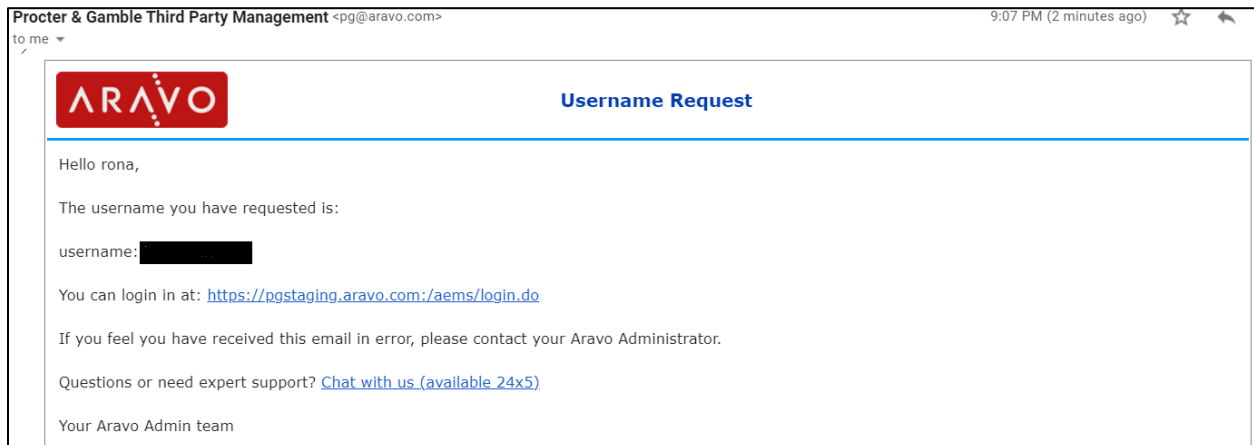 Procter & Gamble Third Party Management <pg@aravo.com> 9:07 PM (2 minutes ago)
to me
ARAVO
Username Request
Hello rona,
The username you have requested is:
username:
You can login in at: https://pgstaging.aravo.com:/aems/login.do
If you feel you have received this email in error, please contact your Aravo Administrator.
Questions or need expert support? Chat with us (available 24x5)
Your Aravo Admin team